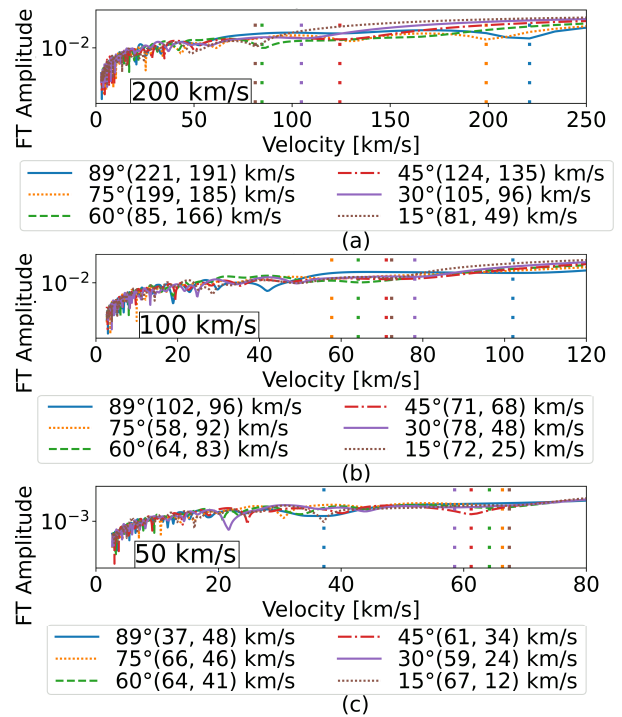 FT Amplitude
10⁻²
200 km/s
0 50 100 150 200 250
Velocity [km/s]
89°(221, 191) km/s 45°(124, 135) km/s
75°(199, 185) km/s 30°(105, 96) km/s
60°(85, 166) km/s 15°(81, 49) km/s
(a)
FT Amplitude
10⁻²
100 km/s
0 20 40 60 80 100 120
Velocity [km/s]
89°(102, 96) km/s 45°(71, 68) km/s
75°(58, 92) km/s 30°(78, 48) km/s
60°(64, 83) km/s 15°(72, 25) km/s
(b)
FT Amplitude
10⁻³
50 km/s
0 20 40 60 80
Velocity [km/s]
89°(37, 48) km/s 45°(61, 34) km/s
75°(66, 46) km/s 30°(59, 24) km/s
60°(64, 41) km/s 15°(67, 12) km/s
(c)